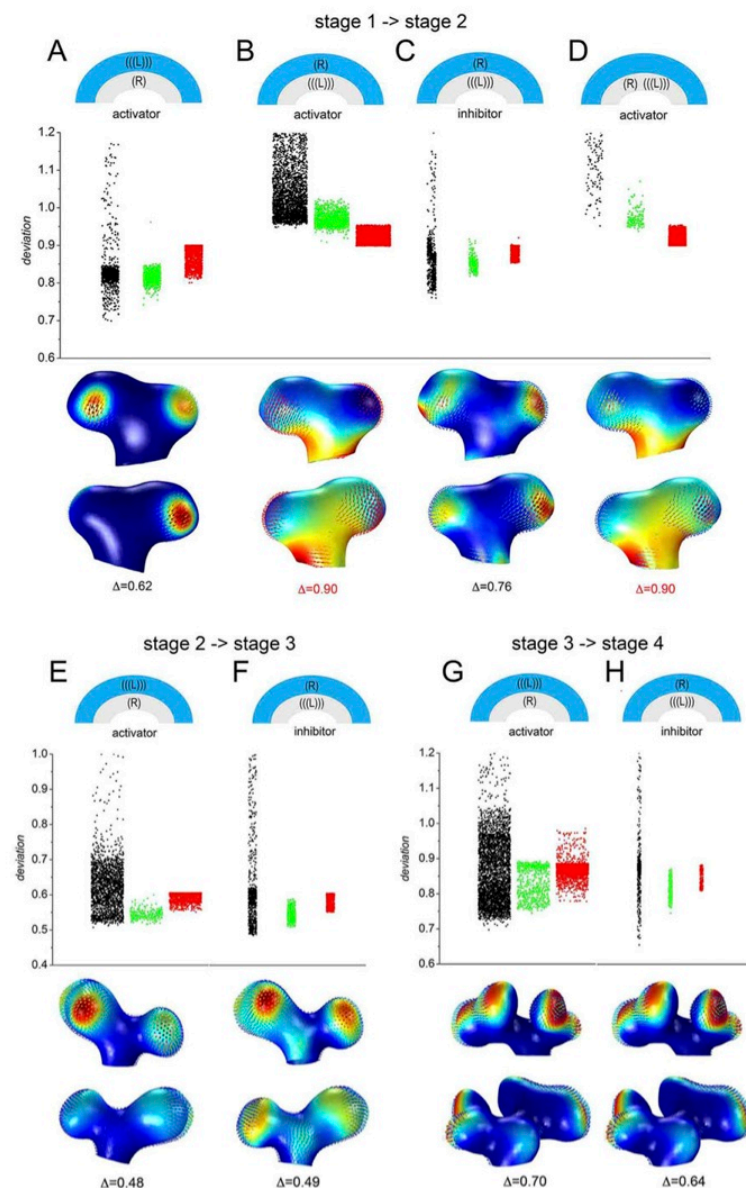 stage 1 -> stage 2
A B C D
(((L))) (R) (R)
(R) (((L))) (((L))) (R) (((L)))
activator activator inhibitor activator
1.2
1.1
1.0
deviation
0.9
0.8
0.7
0.6
Δ=0.62 Δ=0.90 Δ=0.76 Δ=0.90
stage 2 -> stage 3 stage 3 -> stage 4
E F G H
(((L))) (R) (((L))) (R)
(R) (((L))) (R) (((L)))
activator inhibitor activator inhibitor
1.0 1.2
0.9 1.1
0.8 1.0
deviation deviation
0.7 0.9
0.6 0.8
0.5 0.7
0.4 0.6
Δ=0.48 Δ=0.49 Δ=0.70 Δ=0.64